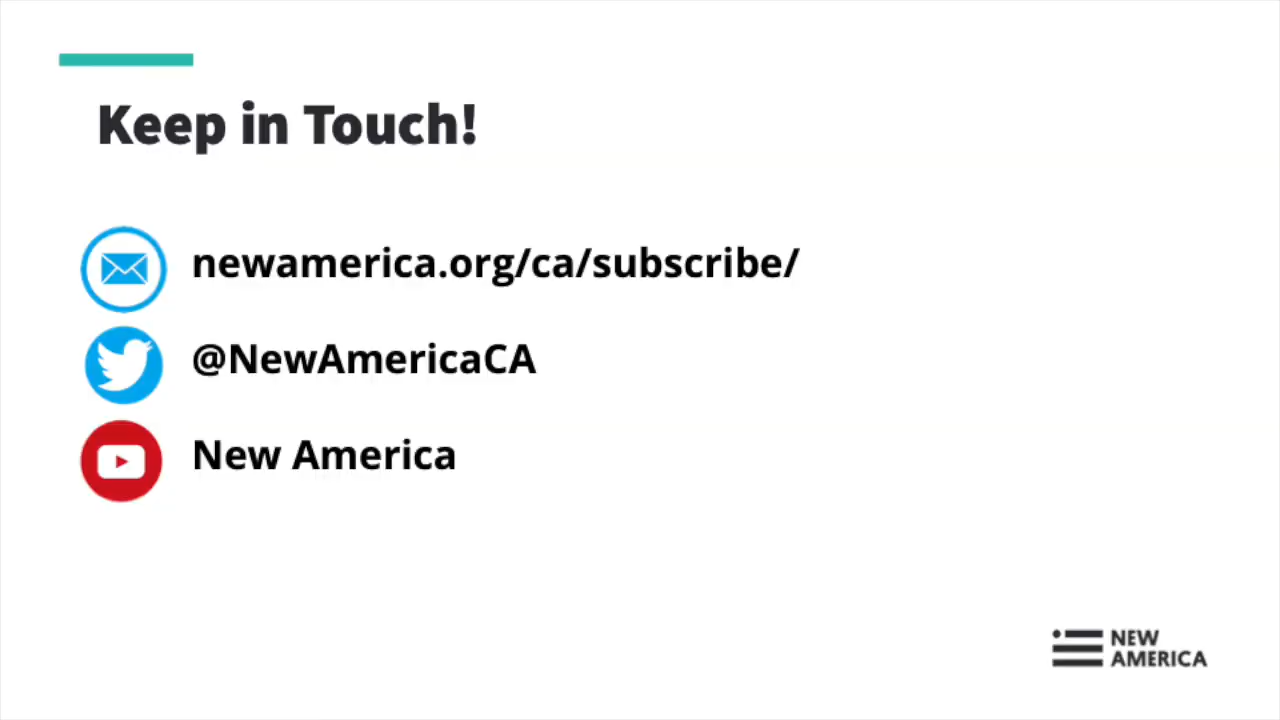 Keep in Touch!
newamerica.org/ca/subscribe/
@NewAmericaCA
New America
NEW
AMERICA